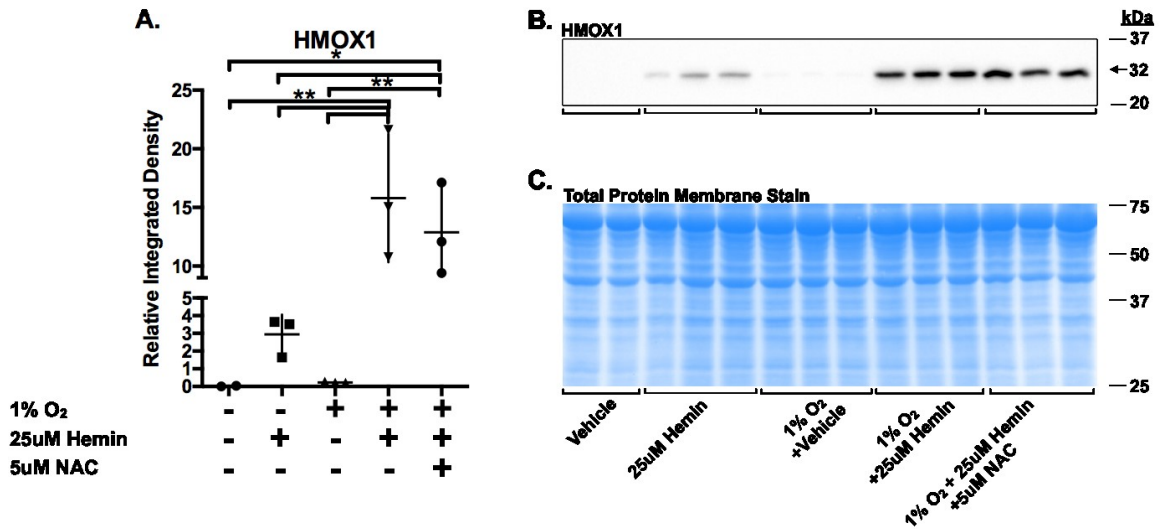 A.
HMOX1
*
**
**
Relative Integrated Density
25
20
15
10
5
4
3
2
1
0
1% O₂ - - + + +
25uM Hemin - + - + +
5uM NAC - - - - +
B.
HMOX1
kDa
37
32
20
C.
Total Protein Membrane Stain
75
50
37
25
Vehicle
25uM Hemin
1% O₂
+Vehicle
1% O₂
+25uM Hemin
1% O₂ + 25uM Hemin
+5uM NAC